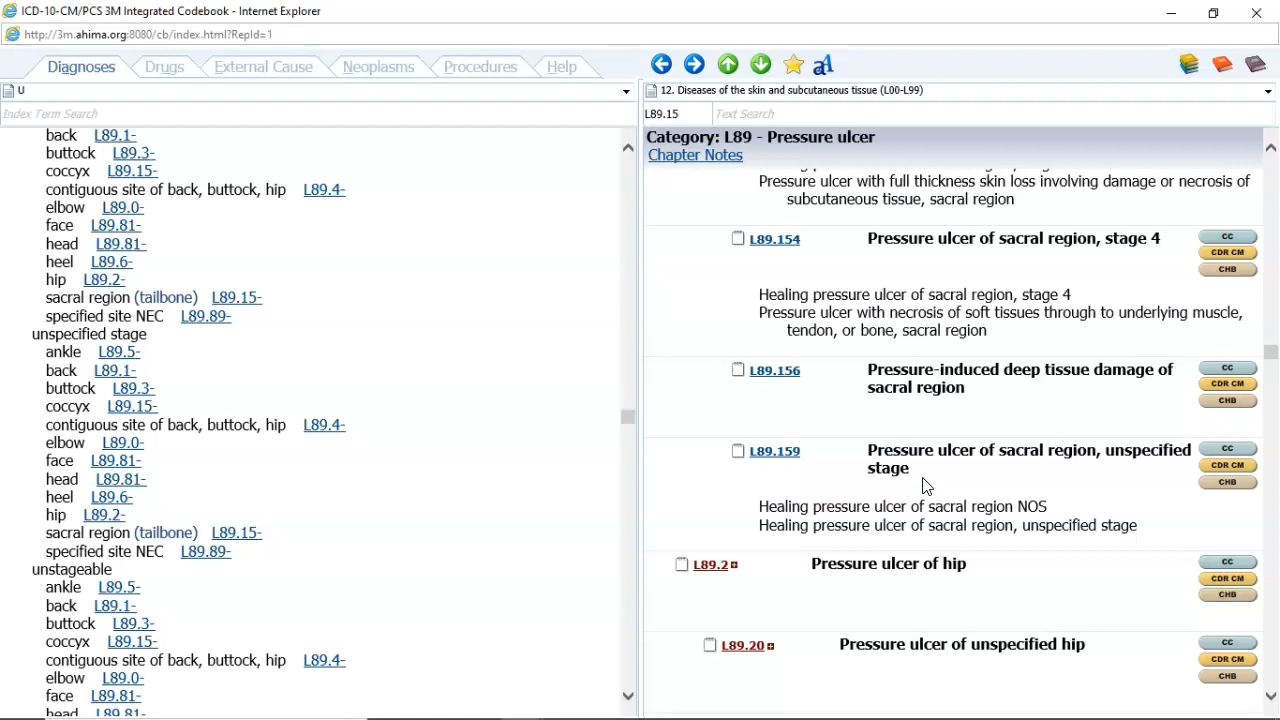 ICD-10-CM/PCS 3M Integrated Codebook - Internet Explorer
http://3m.ahima.org:8080/cb/index.html?RepId=1
Diagnoses Drugs External Cause Neoplasms Procedures Help
U
Index Term Search
back L89.1-
buttock L89.3-
coccyx L89.15-
contiguous site of back, buttock, hip L89.4-
elbow L89.0-
face L89.81-
head L89.81-
heel L89.6-
hip L89.2-
sacral region (tailbone) L89.15-
specified site NEC L89.89-
unspecified stage
ankle L89.5-
back L89.1-
buttock L89.3-
coccyx L89.15-
contiguous site of back, buttock, hip L89.4-
elbow L89.0-
face L89.81-
head L89.81-
heel L89.6-
hip L89.2-
sacral region (tailbone) L89.15-
specified site NEC L89.89-
unstageable
ankle L89.5-
back L89.1-
buttock L89.3-
coccyx L89.15-
contiguous site of back, buttock, hip L89.4-
elbow L89.0-
face L89.81-
head L89.81-
12. Diseases of the skin and subcutaneous tissue (L00-L99)
L89.15 Text Search
Category: L89 - Pressure ulcer
Chapter Notes
Pressure ulcer with full thickness skin loss involving damage or necrosis of
subcutaneous tissue, sacral region
L89.154 Pressure ulcer of sacral region, stage 4 CC
CDR CM
CHB
Healing pressure ulcer of sacral region, stage 4
Pressure ulcer with necrosis of soft tissues through to underlying muscle,
tendon, or bone, sacral region
L89.156 Pressure-induced deep tissue damage of CC
sacral region CDR CM
CHB
L89.159 Pressure ulcer of sacral region, unspecified CC
stage CDR CM
CHB
Healing pressure ulcer of sacral region NOS
Healing pressure ulcer of sacral region, unspecified stage
L89.2 Pressure ulcer of hip CC
CDR CM
CHB
L89.20 Pressure ulcer of unspecified hip CC
CDR CM
CHB